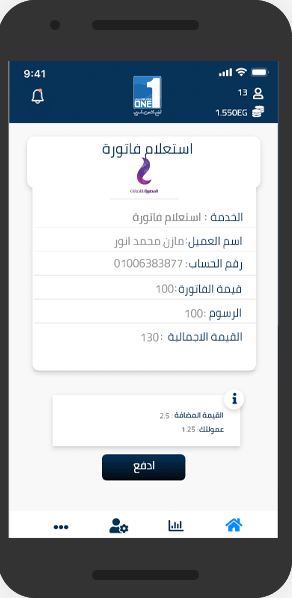 9:41
ONE 1
13
1.550EG
استعلام فاتورة
المصرية للاتصالات
الخدمة : استعلام فاتورة
اسم العميل:مازن محمد انور
رقم الحساب: 01006383877
قيمة الفاتورة:100
الرسوم :100
القيمة الاجمالية : 130
القيمة المضافة : 2.5
عمولتك: 1.25
ادفع